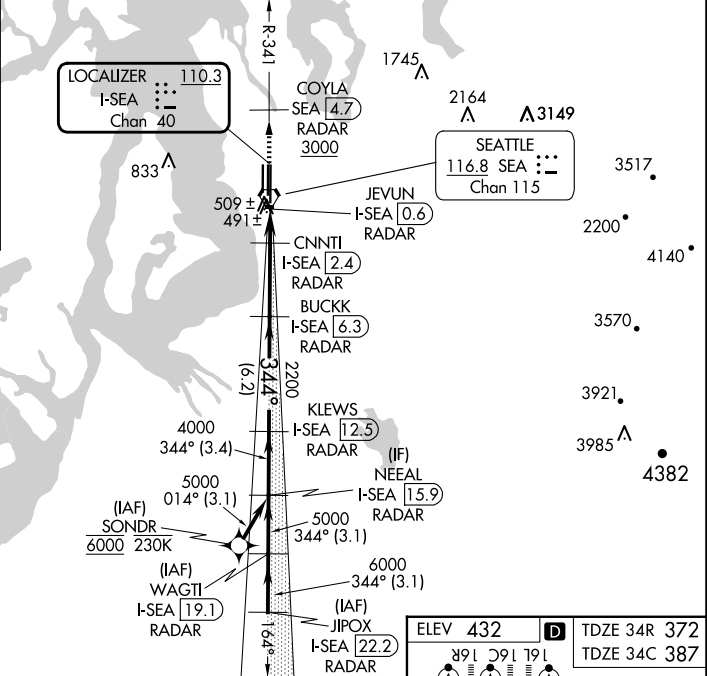 R-341
LOCALIZER 110.3
I-SEA
Chan 40
1745
COYLA
SEA 4.7
RADAR
3000
2164
3149
833
SEATTLE
116.8 SEA
Chan 115
3517
509 ±
491 ±
JEVUN
I-SEA 0.6
RADAR
2200
4140
CNNTI
I-SEA 2.4
RADAR
BUCKK
I-SEA 6.3
RADAR
3570
344°
2200
(6.2)
3921
3985
4382
KLEWS
I-SEA 12.5
RADAR
4000
344° (3.4)
(IF)
NEEAL
I-SEA 15.9
RADAR
5000
014° (3.1)
(IAF)
SONDR
6000 230K
5000
344° (3.1)
(IAF)
WAGTI
I-SEA 19.1
RADAR
6000
344° (3.1)
(IAF)
JIPOX
I-SEA 22.2
RADAR
164°
ELEV 432 D
TDZE 34R 372
TDZE 34C 387
16R 16C 16L